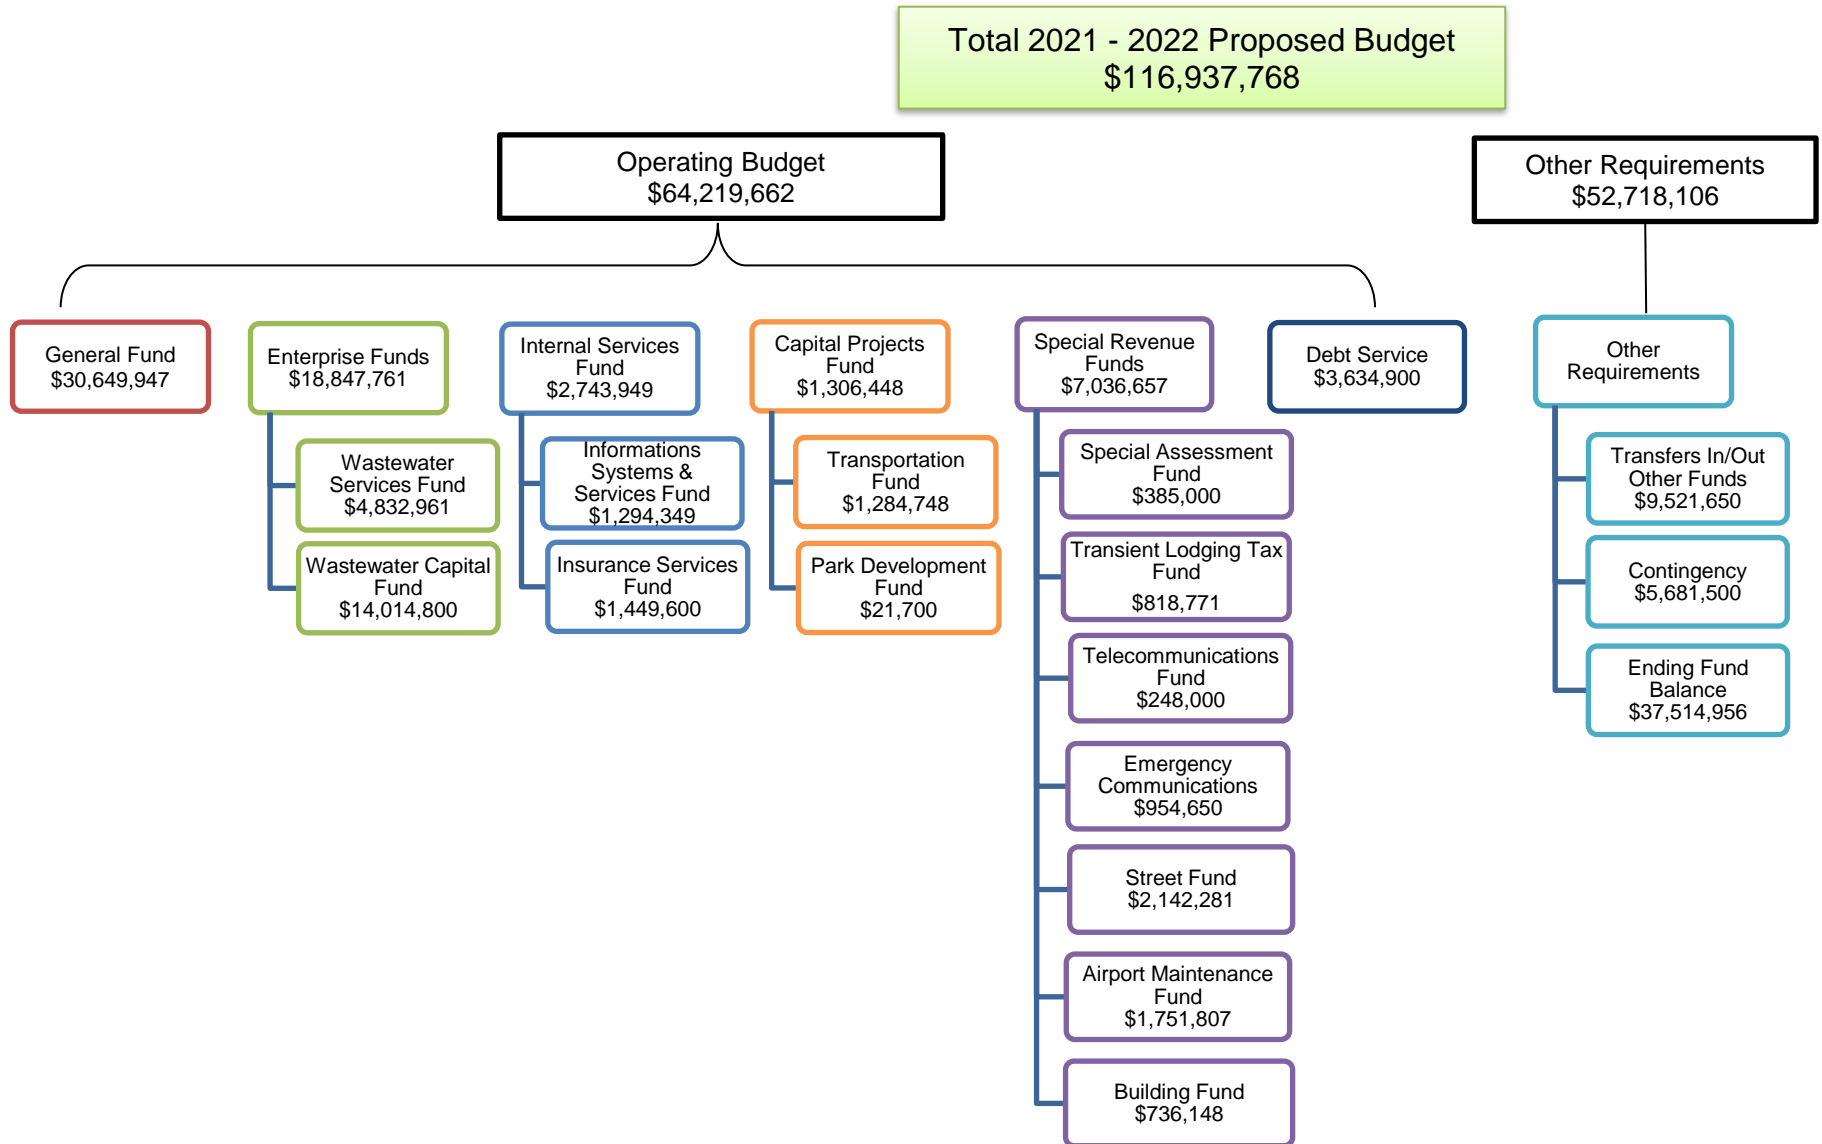 Total 2021 - 2022 Proposed Budget
$116,937,768
Operating Budget
$64,219,662
Other Requirements
$52,718,106
General Fund
$30,649,947
Enterprise Funds
$18,847,761
Wastewater
Services Fund
$4,832,961
Wastewater Capital
Fund
$14,014,800
Internal Services
Fund
$2,743,949
Informations
Systems &
Services Fund
$1,294,349
Insurance Services
Fund
$1,449,600
Capital Projects
Fund
$1,306,448
Transportation
Fund
$1,284,748
Park Development
Fund
$21,700
Special Revenue
Funds
$7,036,657
Special Assessment
Fund
$385,000
Transient Lodging Tax
Fund
$818,771
Telecommunications
Fund
$248,000
Emergency
Communications
$954,650
Street Fund
$2,142,281
Airport Maintenance
Fund
$1,751,807
Building Fund
$736,148
Debt Service
$3,634,900
Other
Requirements
Transfers In/Out
Other Funds
$9,521,650
Contingency
$5,681,500
Ending Fund
Balance
$37,514,956